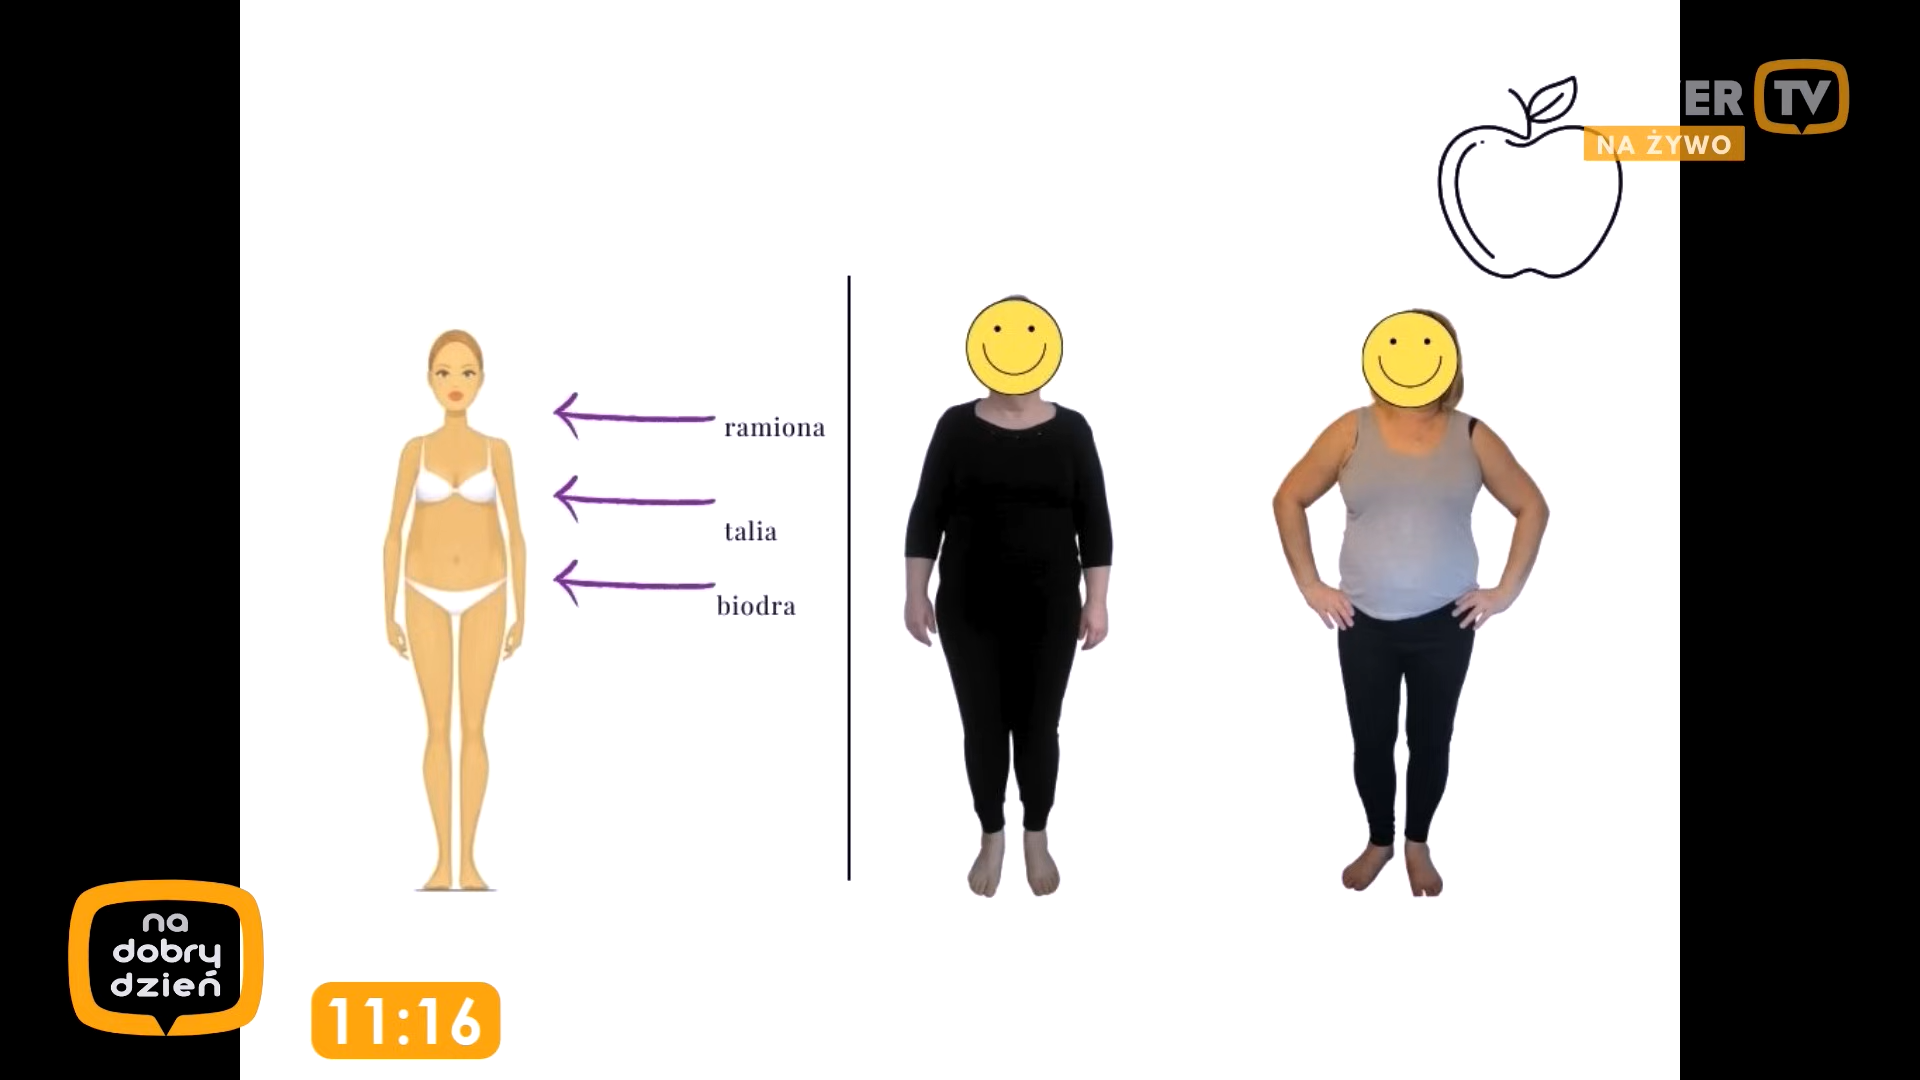 ER TV
NA ŻYWO
ramiona
talia
biodra
na
dobry
dzień
11:16